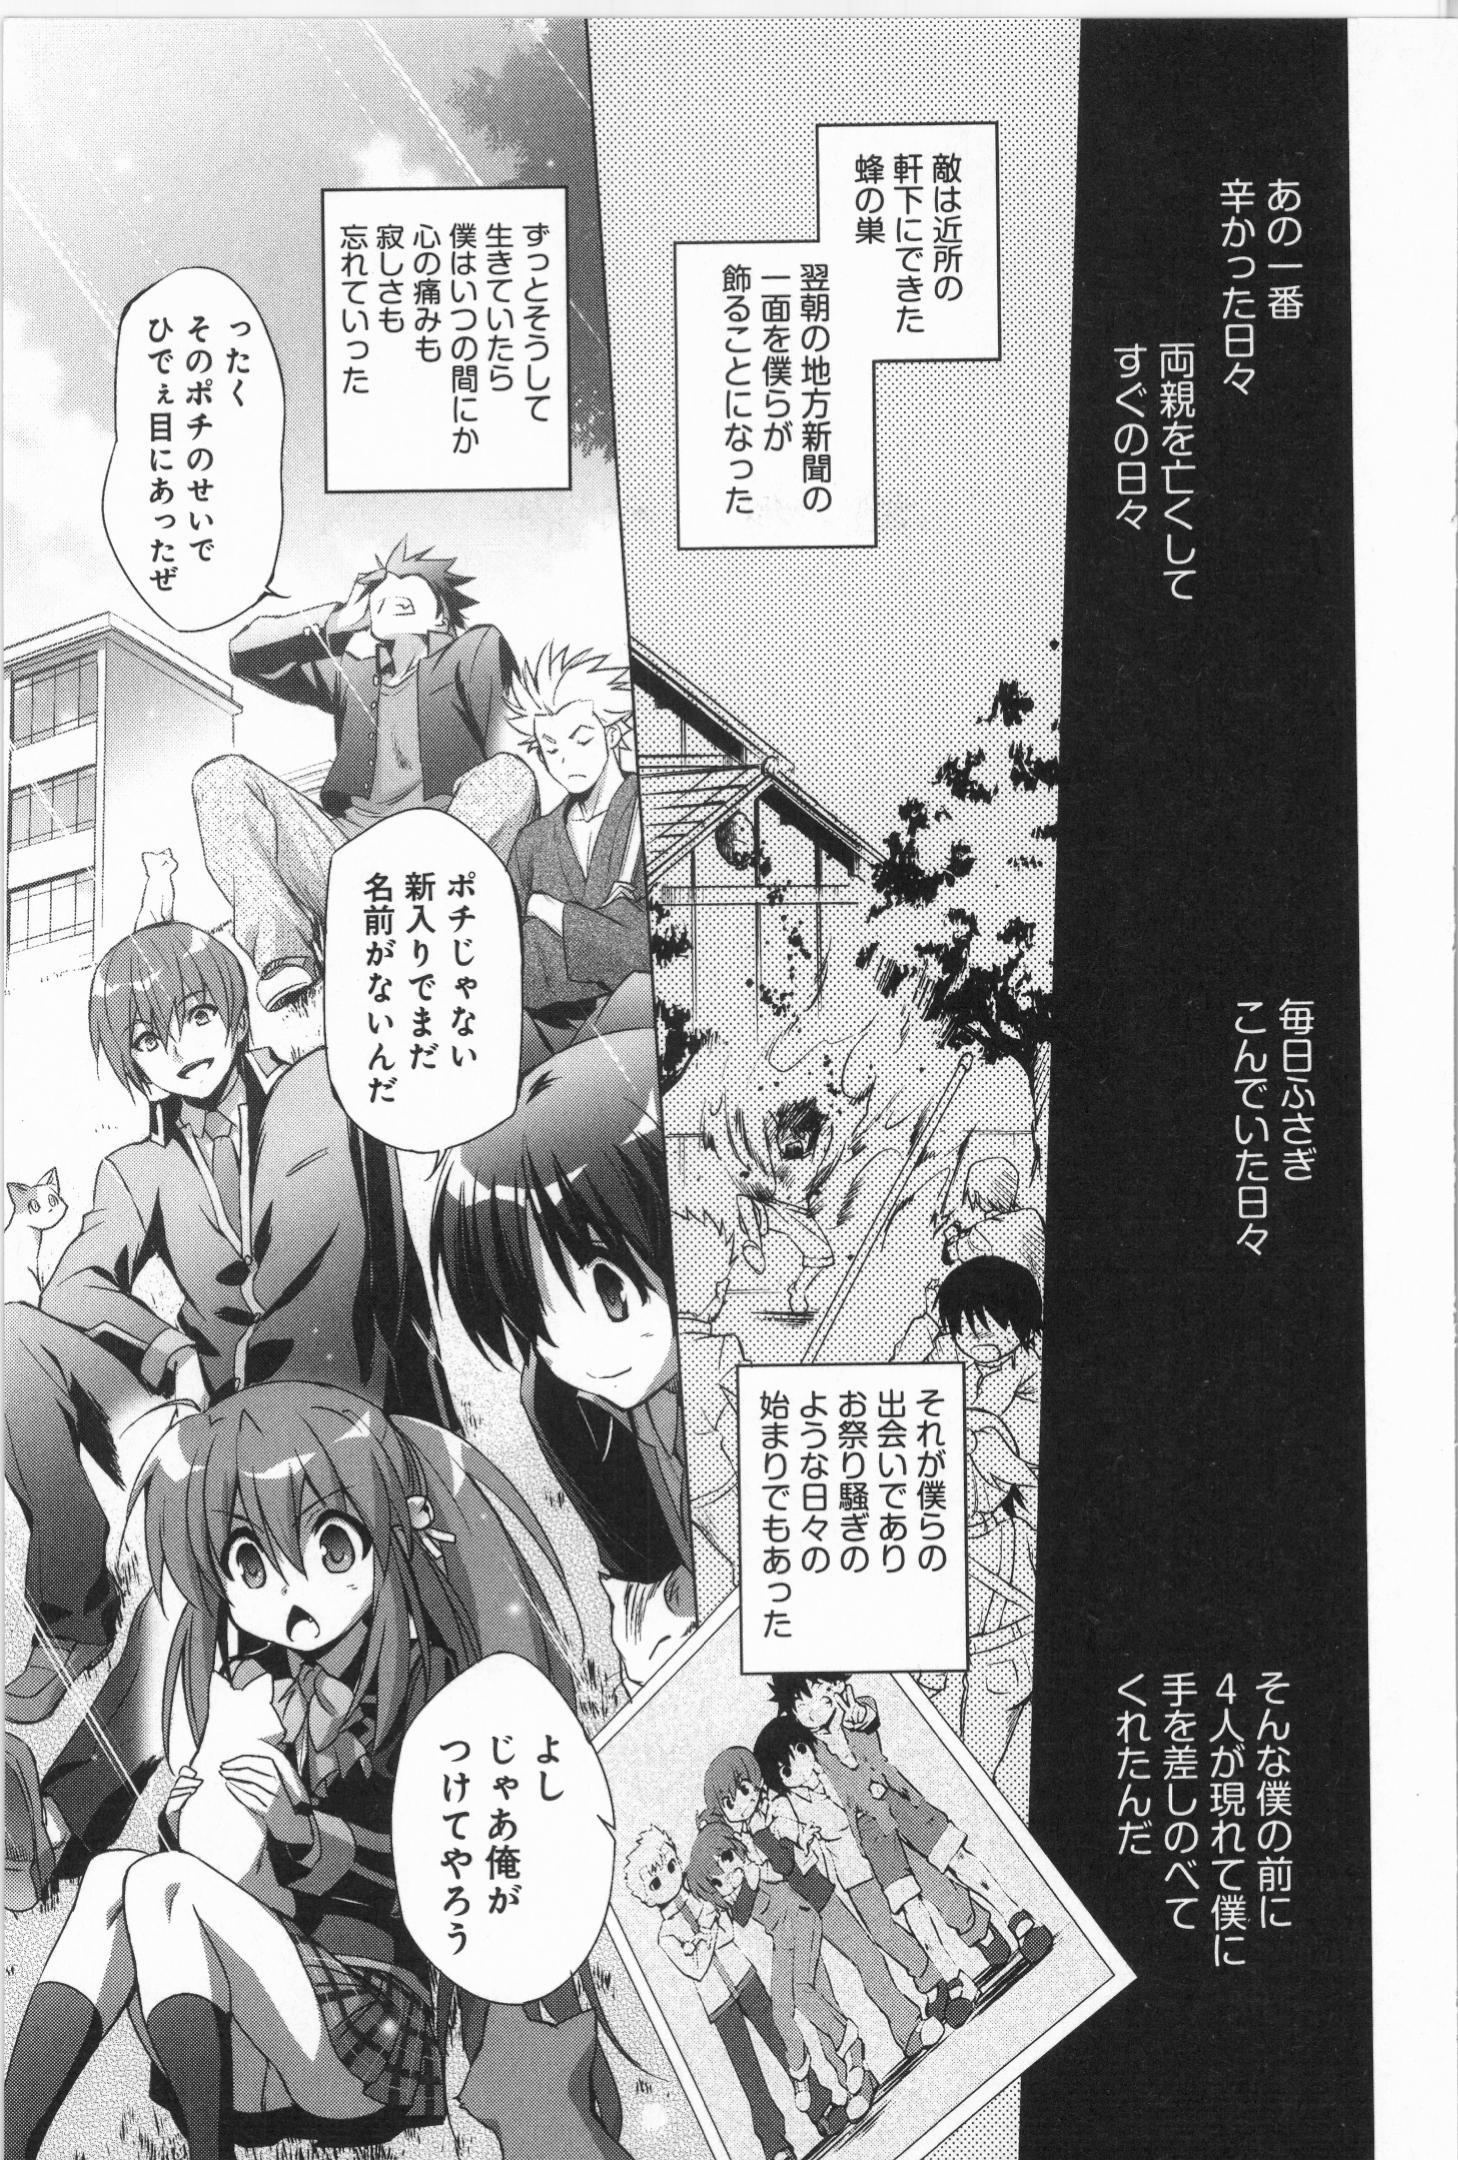 あの一番
辛かった日々
両親を亡くして
すぐの日々
毎日ふさぎ
こんでいた日々
そんな僕の前に
4人が現れて僕に
手を差しのべて
くれたんだ
敵は近所の
軒下にできた
蜂の巣
翌朝の地方新聞の
一面を僕らが
飾ることになった
それが僕らの
出会いであり
お祭り騒ぎの
ような日々の
始まりでもあった
ずっとそうして
生きていたら
僕はいつの間にか
心の痛みも
寂しさも
忘れていった
ったく
そのポチのせいで
ひでぇ目にあったぜ
ポチじゃない
新入りでまだ
名前がないんだ
よし
じゃあ俺が
つけてやろう